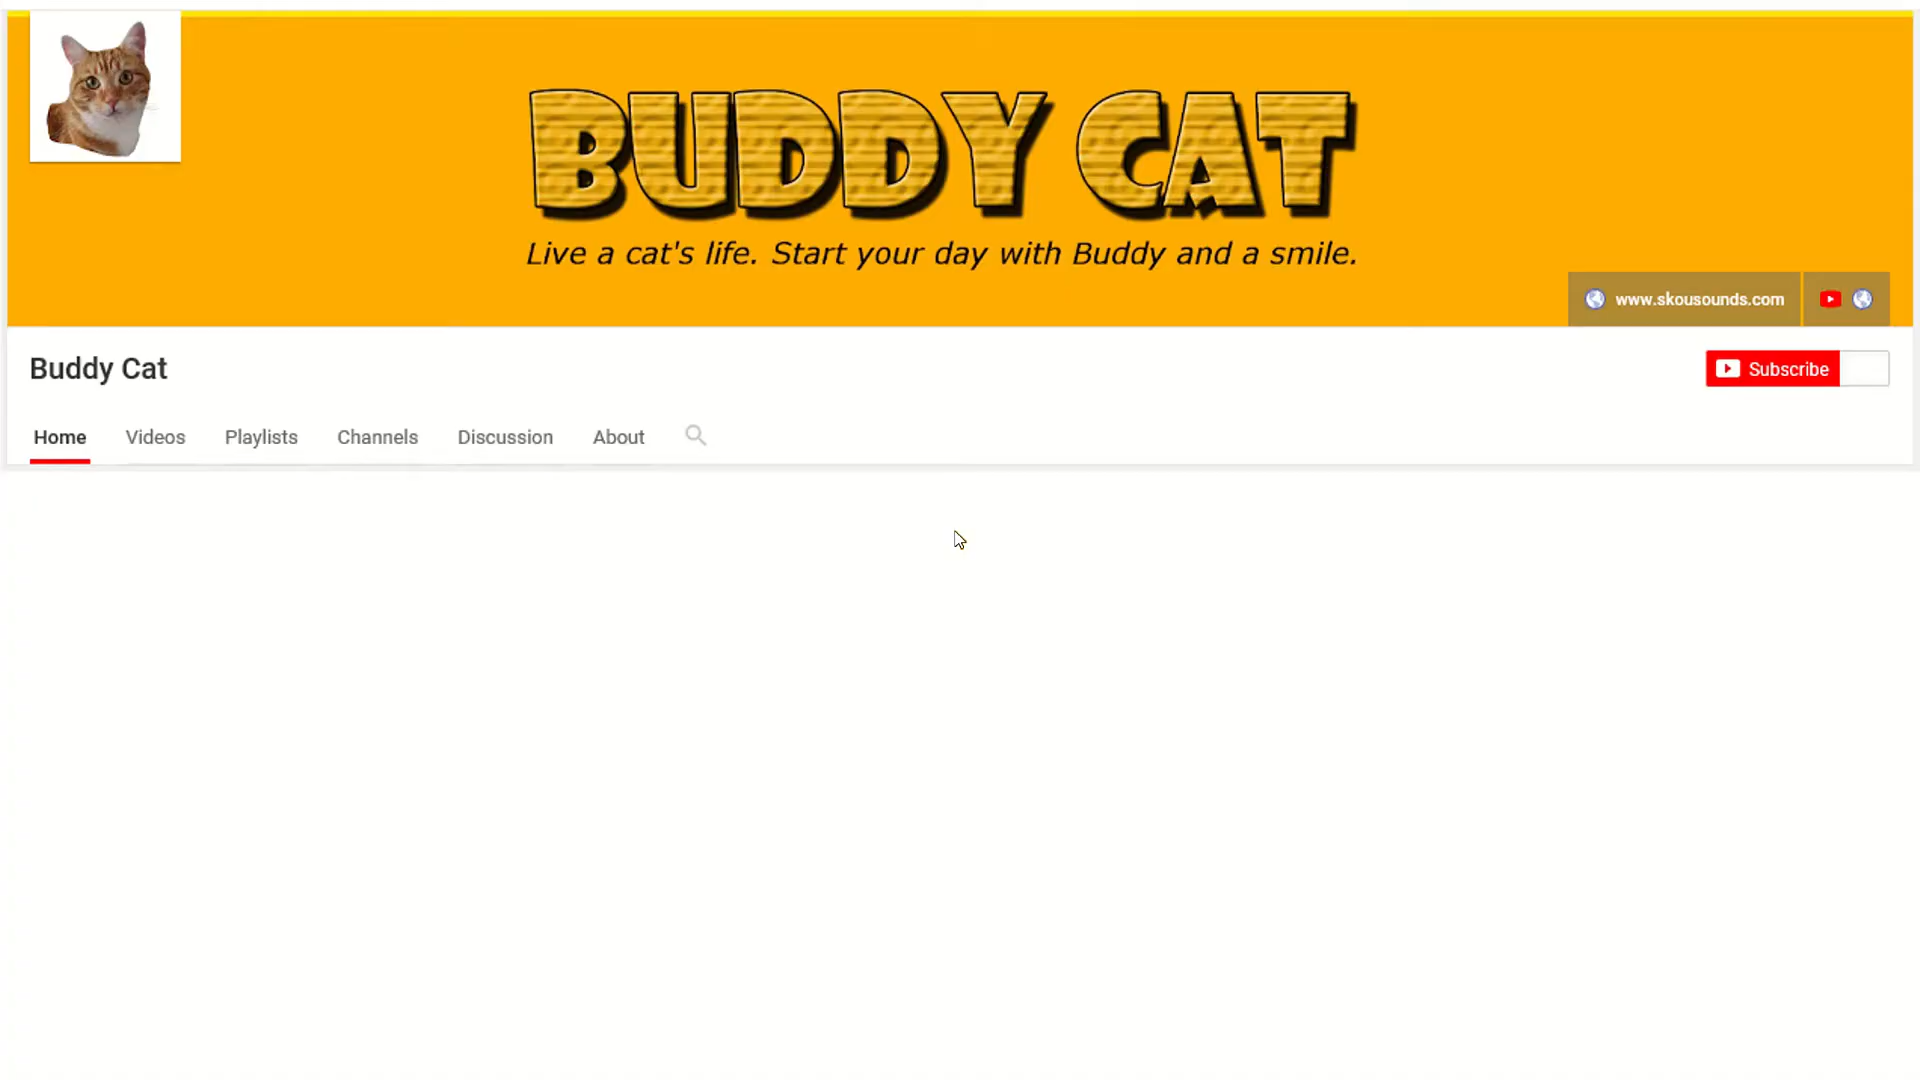 BUDDY CAT
Live a cat's life. Start your day with Buddy and a smile.
www.skousounds.com
Buddy Cat
Subscribe
Home Videos Playlists Channels Discussion About